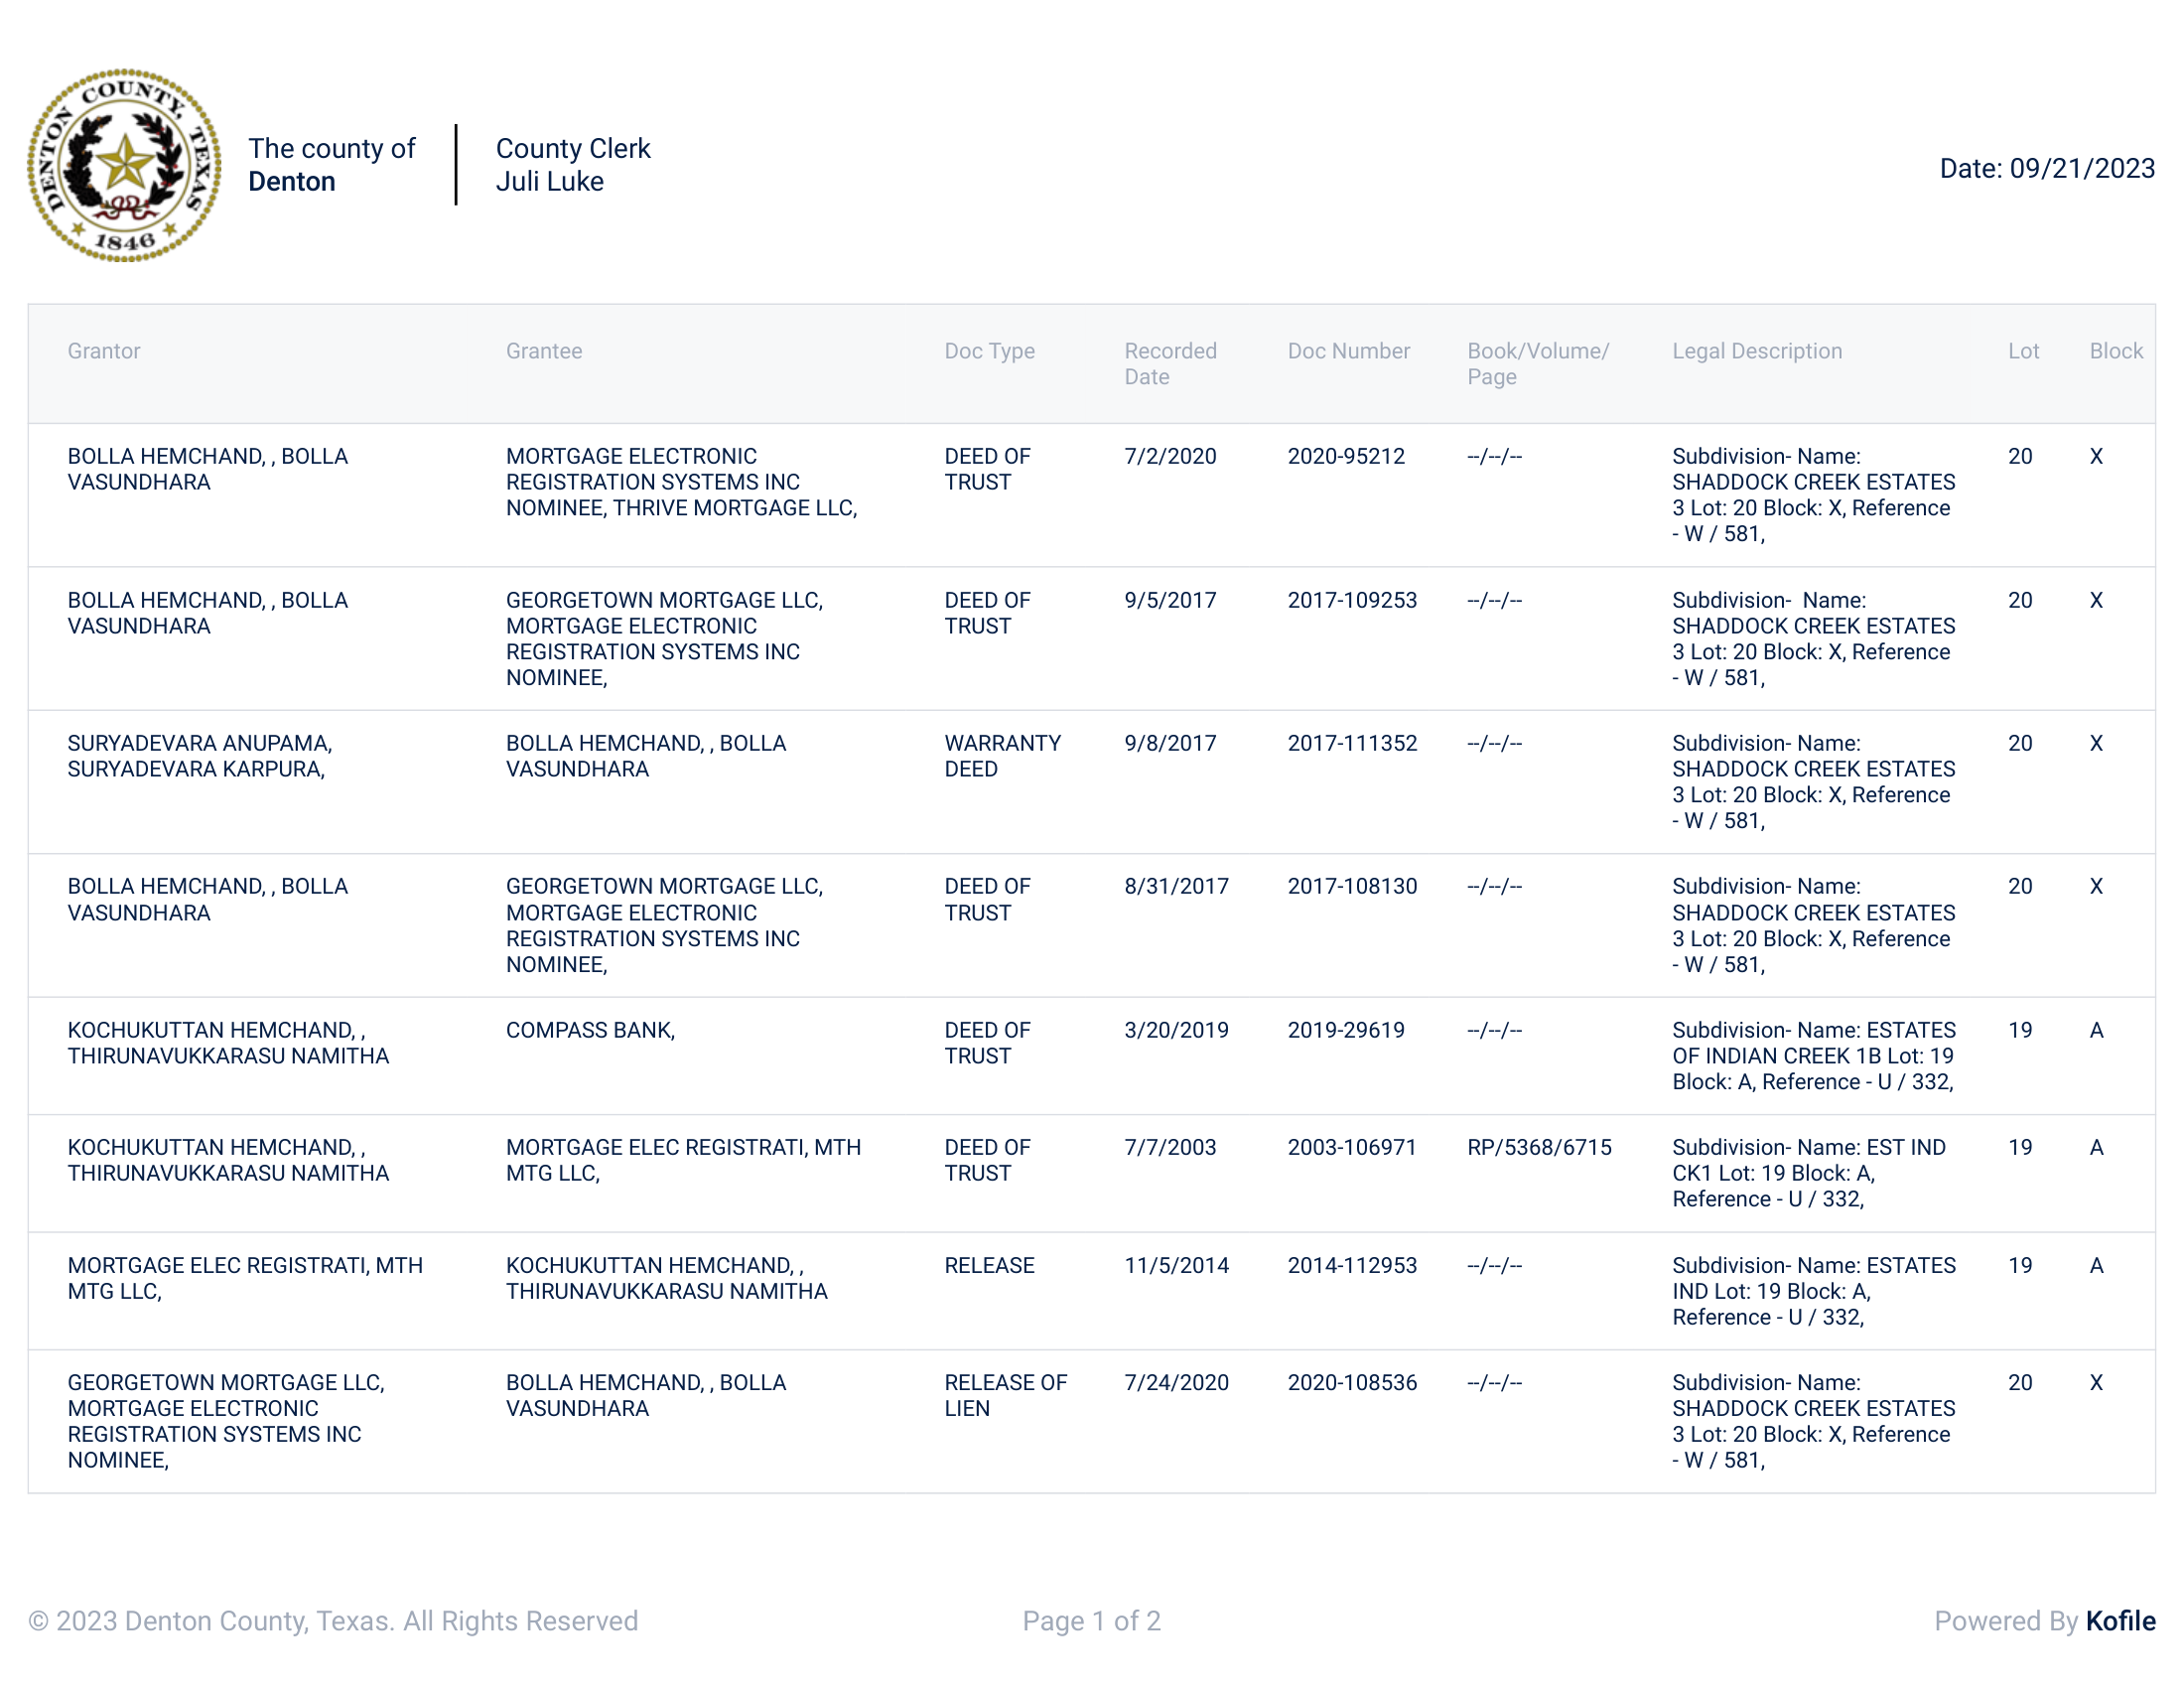 DENTON COUNTY, TEXAS
1846
The county of
Denton
County Clerk
Juli Luke
Date: 09/21/2023
Grantor Grantee Doc Type Recorded Doc Number Book/Volume/ Legal Description Lot Block
Date Page
BOLLA HEMCHAND, , BOLLA MORTGAGE ELECTRONIC DEED OF 7/2/2020 2020-95212 --/--/-- Subdivision- Name: 20 X
VASUNDHARA REGISTRATION SYSTEMS INC TRUST SHADDOCK CREEK ESTATES
NOMINEE, THRIVE MORTGAGE LLC, 3 Lot: 20 Block: X, Reference
- W / 581,
BOLLA HEMCHAND, , BOLLA GEORGETOWN MORTGAGE LLC, DEED OF 9/5/2017 2017-109253 --/--/-- Subdivision-  Name: 20 X
VASUNDHARA MORTGAGE ELECTRONIC TRUST SHADDOCK CREEK ESTATES
REGISTRATION SYSTEMS INC 3 Lot: 20 Block: X, Reference
NOMINEE, - W / 581,
SURYADEVARA ANUPAMA, BOLLA HEMCHAND, , BOLLA WARRANTY 9/8/2017 2017-111352 --/--/-- Subdivision- Name: 20 X
SURYADEVARA KARPURA, VASUNDHARA DEED SHADDOCK CREEK ESTATES
3 Lot: 20 Block: X, Reference
- W / 581,
BOLLA HEMCHAND, , BOLLA GEORGETOWN MORTGAGE LLC, DEED OF 8/31/2017 2017-108130 --/--/-- Subdivision- Name: 20 X
VASUNDHARA MORTGAGE ELECTRONIC TRUST SHADDOCK CREEK ESTATES
REGISTRATION SYSTEMS INC 3 Lot: 20 Block: X, Reference
NOMINEE, - W / 581,
KOCHUKUTTAN HEMCHAND, , COMPASS BANK, DEED OF 3/20/2019 2019-29619 --/--/-- Subdivision- Name: ESTATES 19 A
THIRUNAVUKKARASU NAMITHA TRUST OF INDIAN CREEK 1B Lot: 19
Block: A, Reference - U / 332,
KOCHUKUTTAN HEMCHAND, , MORTGAGE ELEC REGISTRATI, MTH DEED OF 7/7/2003 2003-106971 RP/5368/6715 Subdivision- Name: EST IND 19 A
THIRUNAVUKKARASU NAMITHA MTG LLC, TRUST CK1 Lot: 19 Block: A,
Reference - U / 332,
MORTGAGE ELEC REGISTRATI, MTH KOCHUKUTTAN HEMCHAND, , RELEASE 11/5/2014 2014-112953 --/--/-- Subdivision- Name: ESTATES 19 A
MTG LLC, THIRUNAVUKKARASU NAMITHA IND Lot: 19 Block: A,
Reference - U / 332,
GEORGETOWN MORTGAGE LLC, BOLLA HEMCHAND, , BOLLA RELEASE OF 7/24/2020 2020-108536 --/--/-- Subdivision- Name: 20 X
MORTGAGE ELECTRONIC VASUNDHARA LIEN SHADDOCK CREEK ESTATES
REGISTRATION SYSTEMS INC 3 Lot: 20 Block: X, Reference
NOMINEE, - W / 581,
© 2023 Denton County, Texas. All Rights Reserved Page 1 of 2 Powered By Kofile